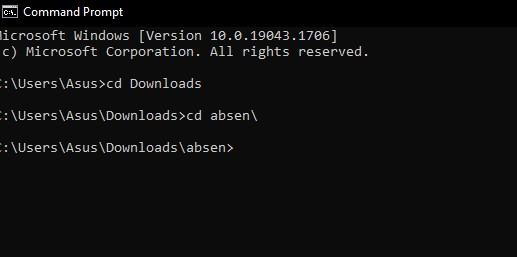 Command Prompt
Microsoft Windows [Version 10.0.19043.1706]
c) Microsoft Corporation. All rights reserved.
C:\Users\Asus>cd Downloads
C:\Users\Asus\Downloads>cd absen\
C:\Users\Asus\Downloads\absen>